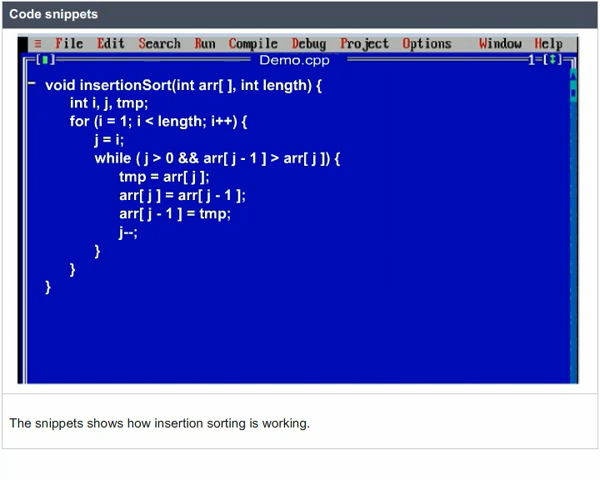 Code snippets
≡ File Edit Search Run Compile Debug Project Options Window Help
[▮] Demo.cpp 1=[↕]
void insertionSort(int arr[ ], int length) {
int i, j, tmp;
for (i = 1; i < length; i++) {
j = i;
while ( j > 0 && arr[ j - 1 ] > arr[ j ]) {
tmp = arr[ j ];
arr[ j ] = arr[ j - 1 ];
arr[ j - 1 ] = tmp;
j--;
}
}
}
The snippets shows how insertion sorting is working.